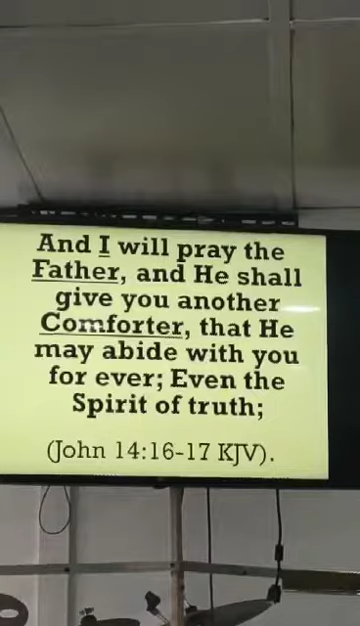 And I will pray the
Father, and He shall
give you another
Comforter, that He
may abide with you
for ever; Even the
Spirit of truth;
(John 14:16-17 KJV).